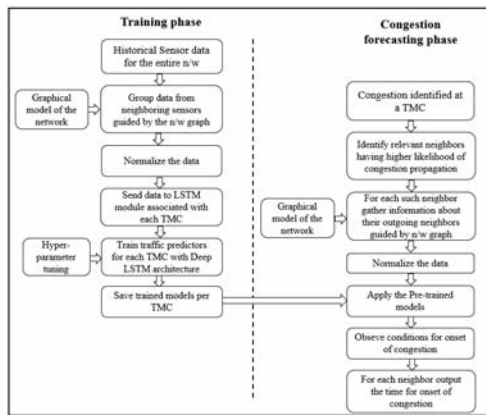 Training phase
Historical Sensor data
for the entire n/w
Graphical
model of the
network
Group data from
neighboring sensors
guided by the n/w graph
Normalize the data
Send data to LSTM
module associated with
each TMC
Hyper-
parameter
tuning
Train traffic predictors
for each TMC with Deep
LSTM architecture
Save trained models per
TMC
Congestion
forecasting phase
Congestion identified at
a TMC
Identify relevant neighbors
having higher likelihood of
congestion propagation
Graphical
model of the
network
For each such neighbor
gather information about
their outgoing neighbors
guided by n/w graph
Normalize the data
Apply the Pre-trained
models
Obseve conditions for onset
of congestion
For each neighbor output
the time for onset of
congestion